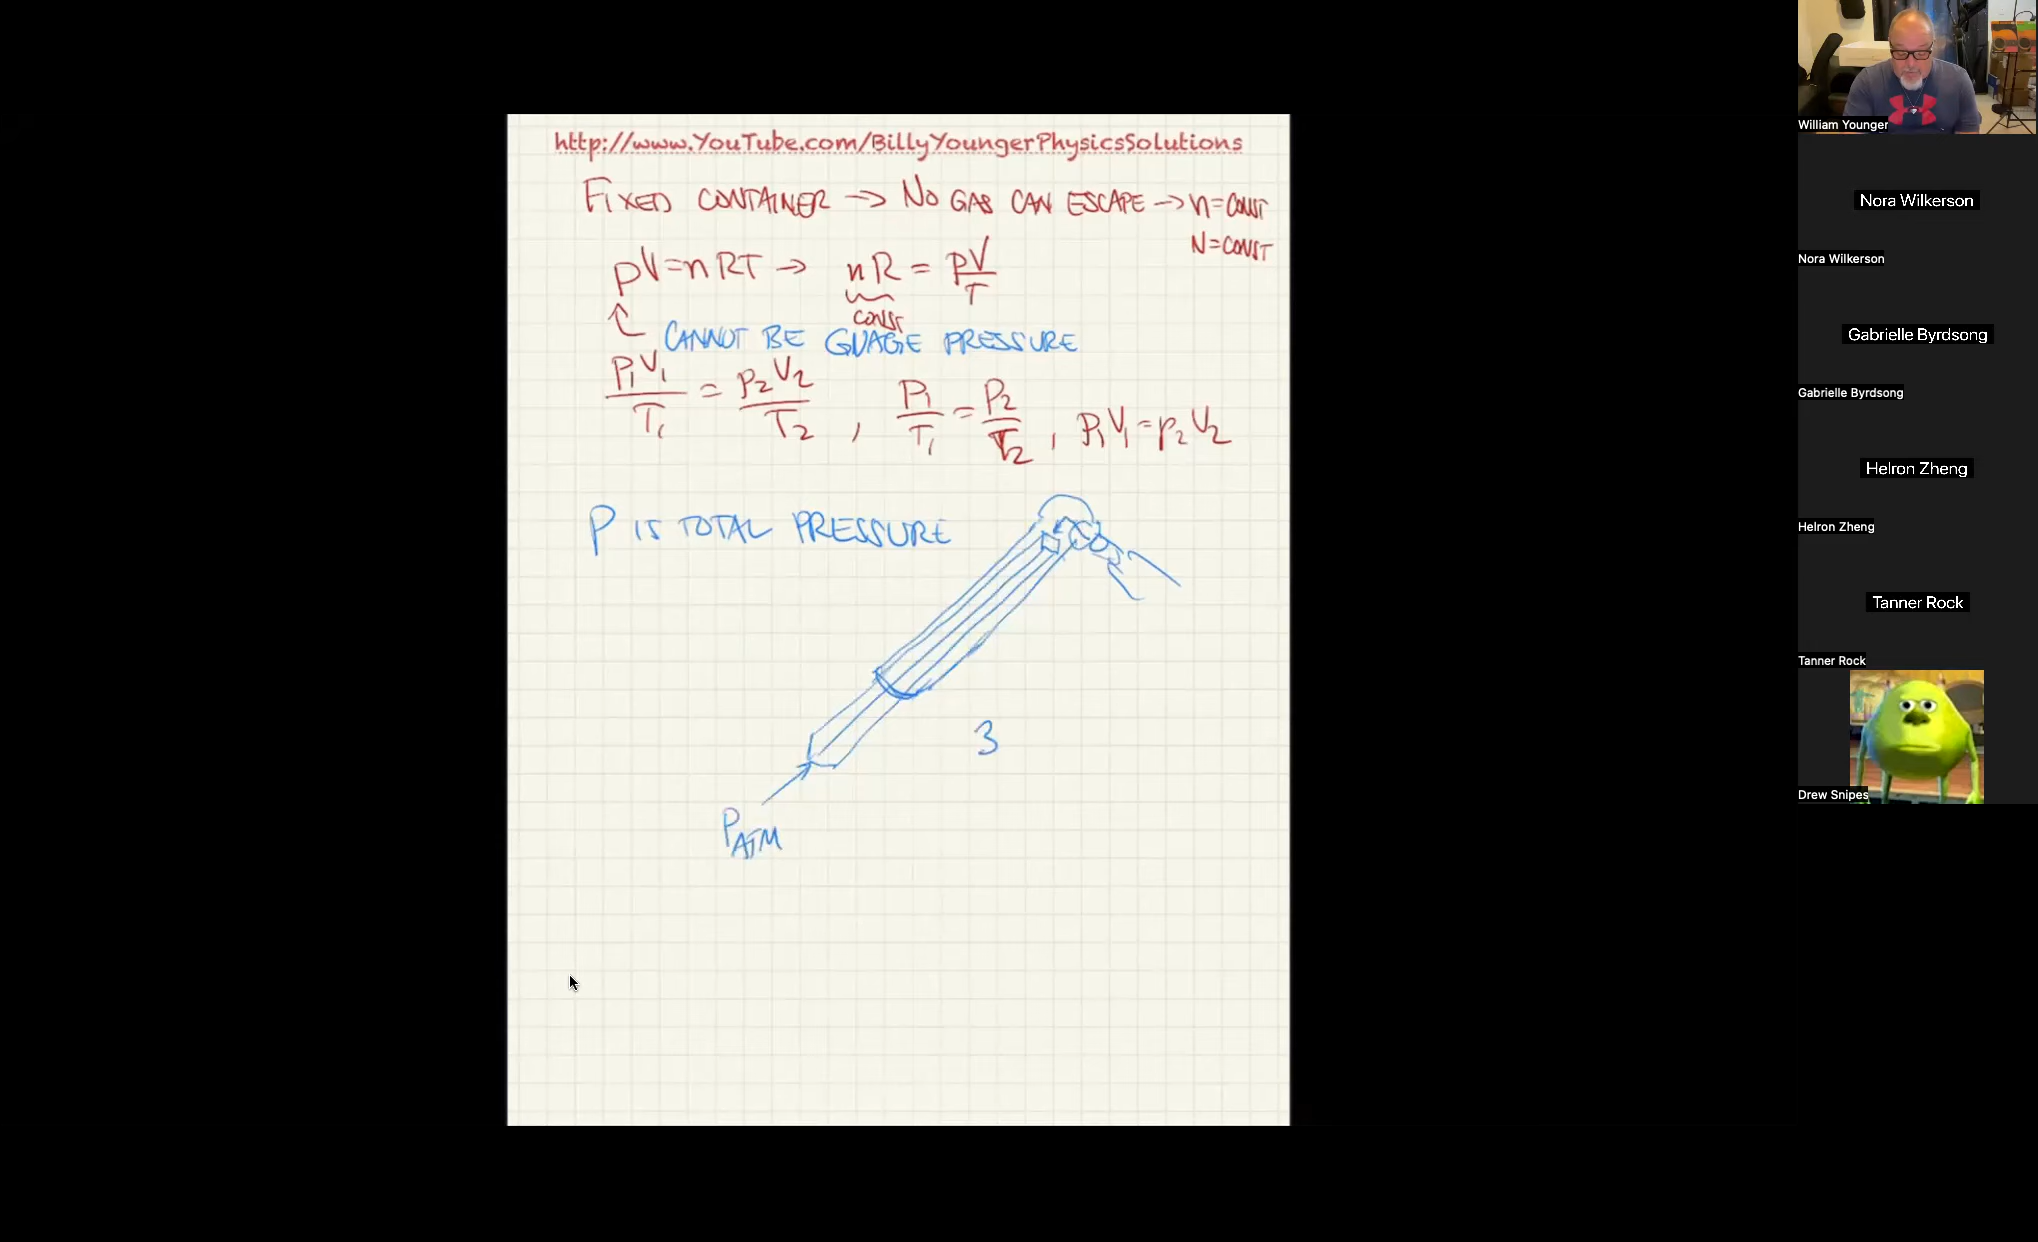 http://www.YouTube.com/BillyYoungerPhysicsSolutions
FIXED CONTAINER → NO GAS CAN ESCAPE → n=CONST
N=CONST
pV=nRT → nR = pV/T
CONST
CANNOT BE GUAGE PRESSURE
P₁V₁/T₁ = P₂V₂/T₂ , P₁/T₁ = P₂/T₂ , P₁V₁=P₂V₂
P IS TOTAL PRESSURE
3
PATM
William Younger
Nora Wilkerson
Nora Wilkerson
Gabrielle Byrdsong
Gabrielle Byrdsong
Helron Zheng
Helron Zheng
Tanner Rock
Tanner Rock
Drew Snipes